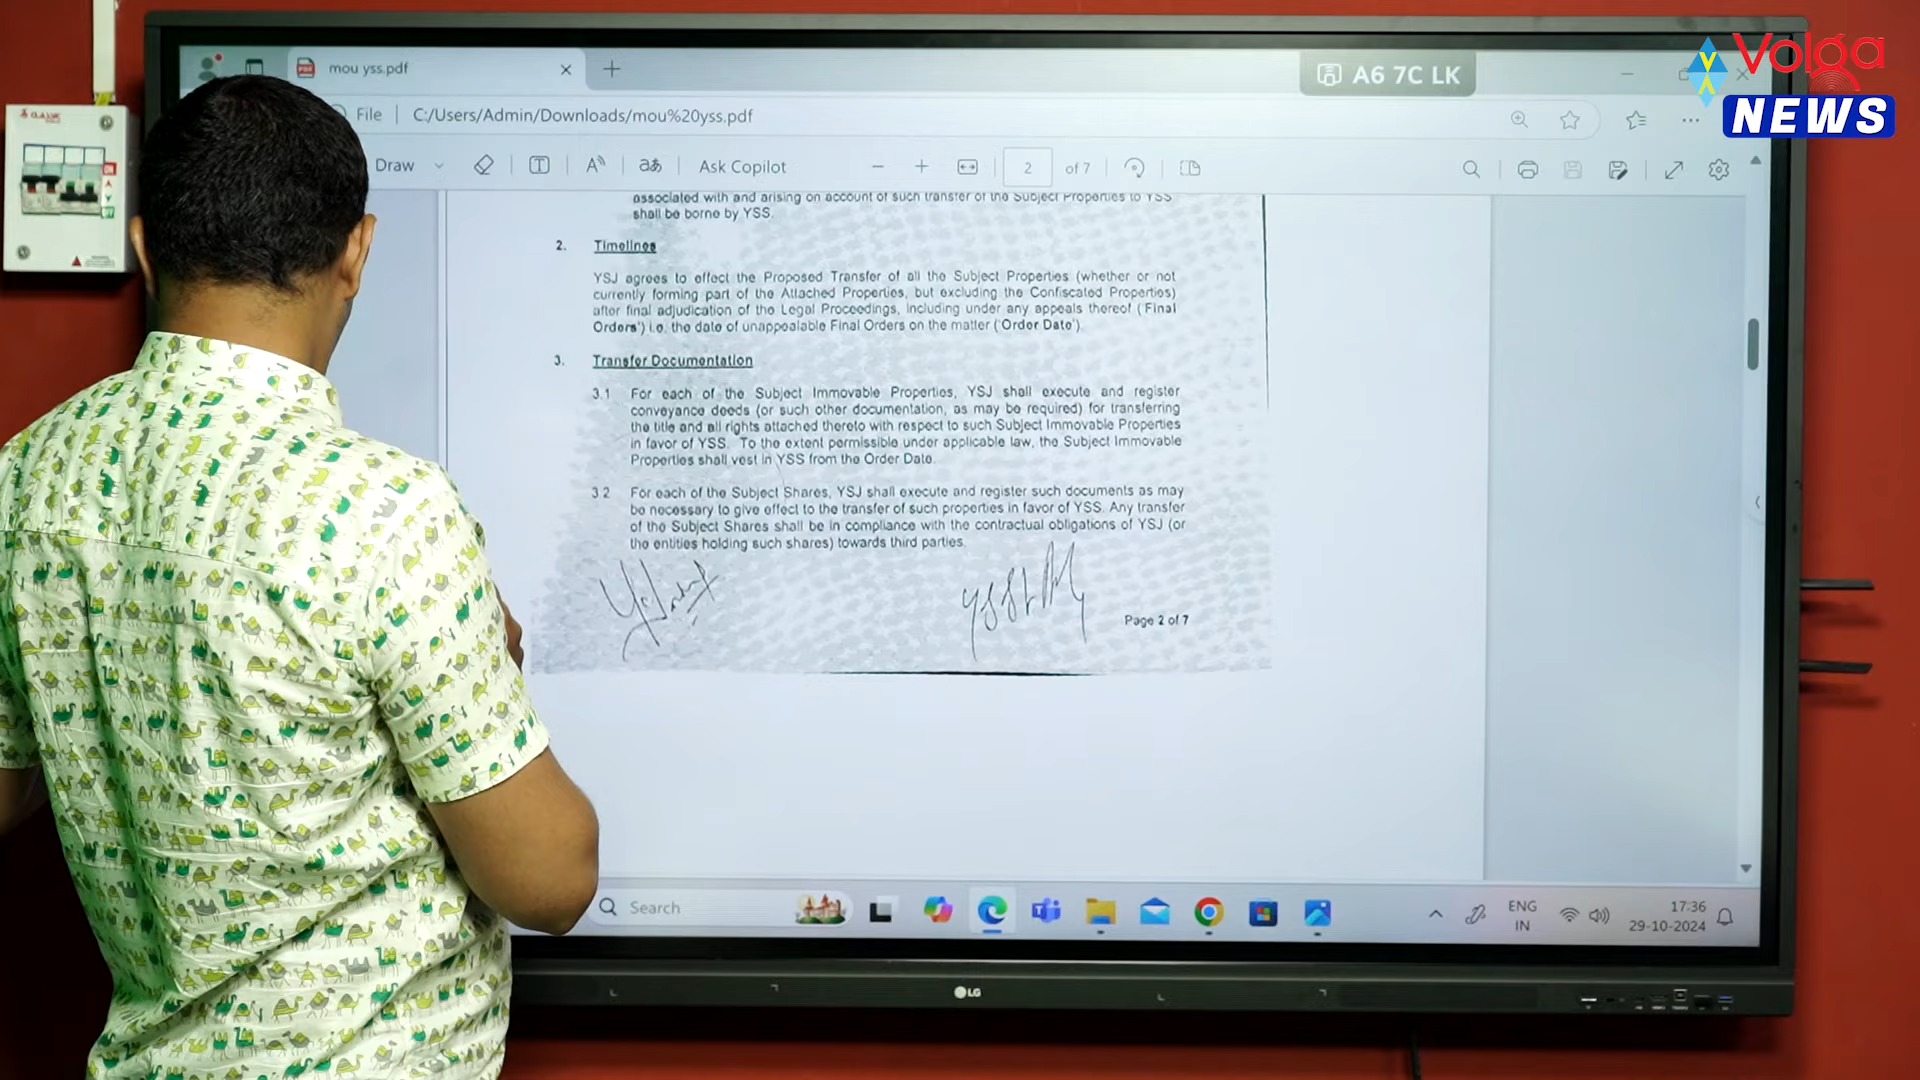 mou yss.pdf
A6 7C LK
Volga
NEWS
File
C:/Users/Admin/Downloads/mou%20yss.pdf
Draw
Ask Copilot
2 of 7
associated with and arising on account of such transfer of the Subject Properties to YSS
shall be borne by YSS.
2. Timelines
YSJ agrees to effect the Proposed Transfer of all the Subject Properties (whether or not
currently forming part of the Attached Properties, but excluding the Confiscated Properties)
after final adjudication of the Legal Proceedings, including under any appeals thereof ('Final
Orders') i.e. the date of unappealable Final Orders on the matter ('Order Date').
3. Transfer Documentation
3.1 For each of the Subject Immovable Properties, YSJ shall execute and register
conveyance deeds (or such other documentation, as may be required) for transferring
the title and all rights attached thereto with respect to such Subject Immovable Properties
in favor of YSS. To the extent permissible under applicable law, the Subject Immovable
Properties shall vest in YSS from the Order Date.
3.2 For each of the Subject Shares, YSJ shall execute and register such documents as may
be necessary to give effect to the transfer of such properties in favor of YSS. Any transfer
of the Subject Shares shall be in compliance with the contractual obligations of YSJ (or
the entities holding such shares) towards third parties.
Page 2 of 7
Search
ENG
IN
17:36
29-10-2024
LG